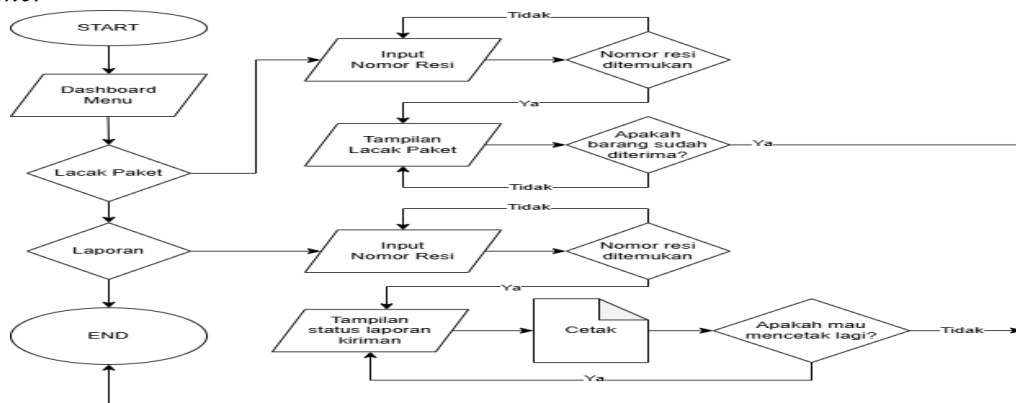 START
Dashboard
Menu
Lacak Paket
Laporan
END
Tidak
Input
Nomor Resi
Nomor resi
ditemukan
Ya
Tampilan
Lacak Paket
Apakah
barang sudah
diterima?
Ya
Tidak
Tidak
Input
Nomor Resi
Nomor resi
ditemukan
Ya
Tampilan
status laporan
kiriman
Cetak
Apakah mau
mencetak lagi?
Tidak
Ya